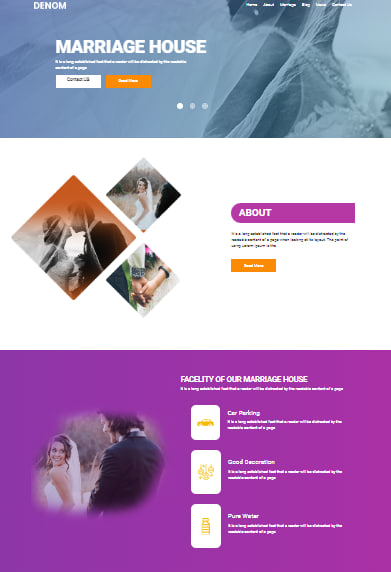 DENOM
Home About Marriage Blog Contact Us
MARRIAGE HOUSE
It is a long established fact that a reader will be distracted by the readable
content of a page
Contact US Read More
ABOUT
It is a long established fact that a reader will be distracted by the
readable content of a page when looking at its layout. The point of
using Lorem Ipsum is that
Read More
FACELITY OF OUR MARRIAGE HOUSE
It is a long established fact that a reader will be distracted by the readable content of a page
Car Parking
It is a long established fact that a reader will be distracted by the
readable content of a page
Good Decoration
It is a long established fact that a reader will be distracted by the
readable content of a page
Pure Water
It is a long established fact that a reader will be distracted by the
readable content of a page